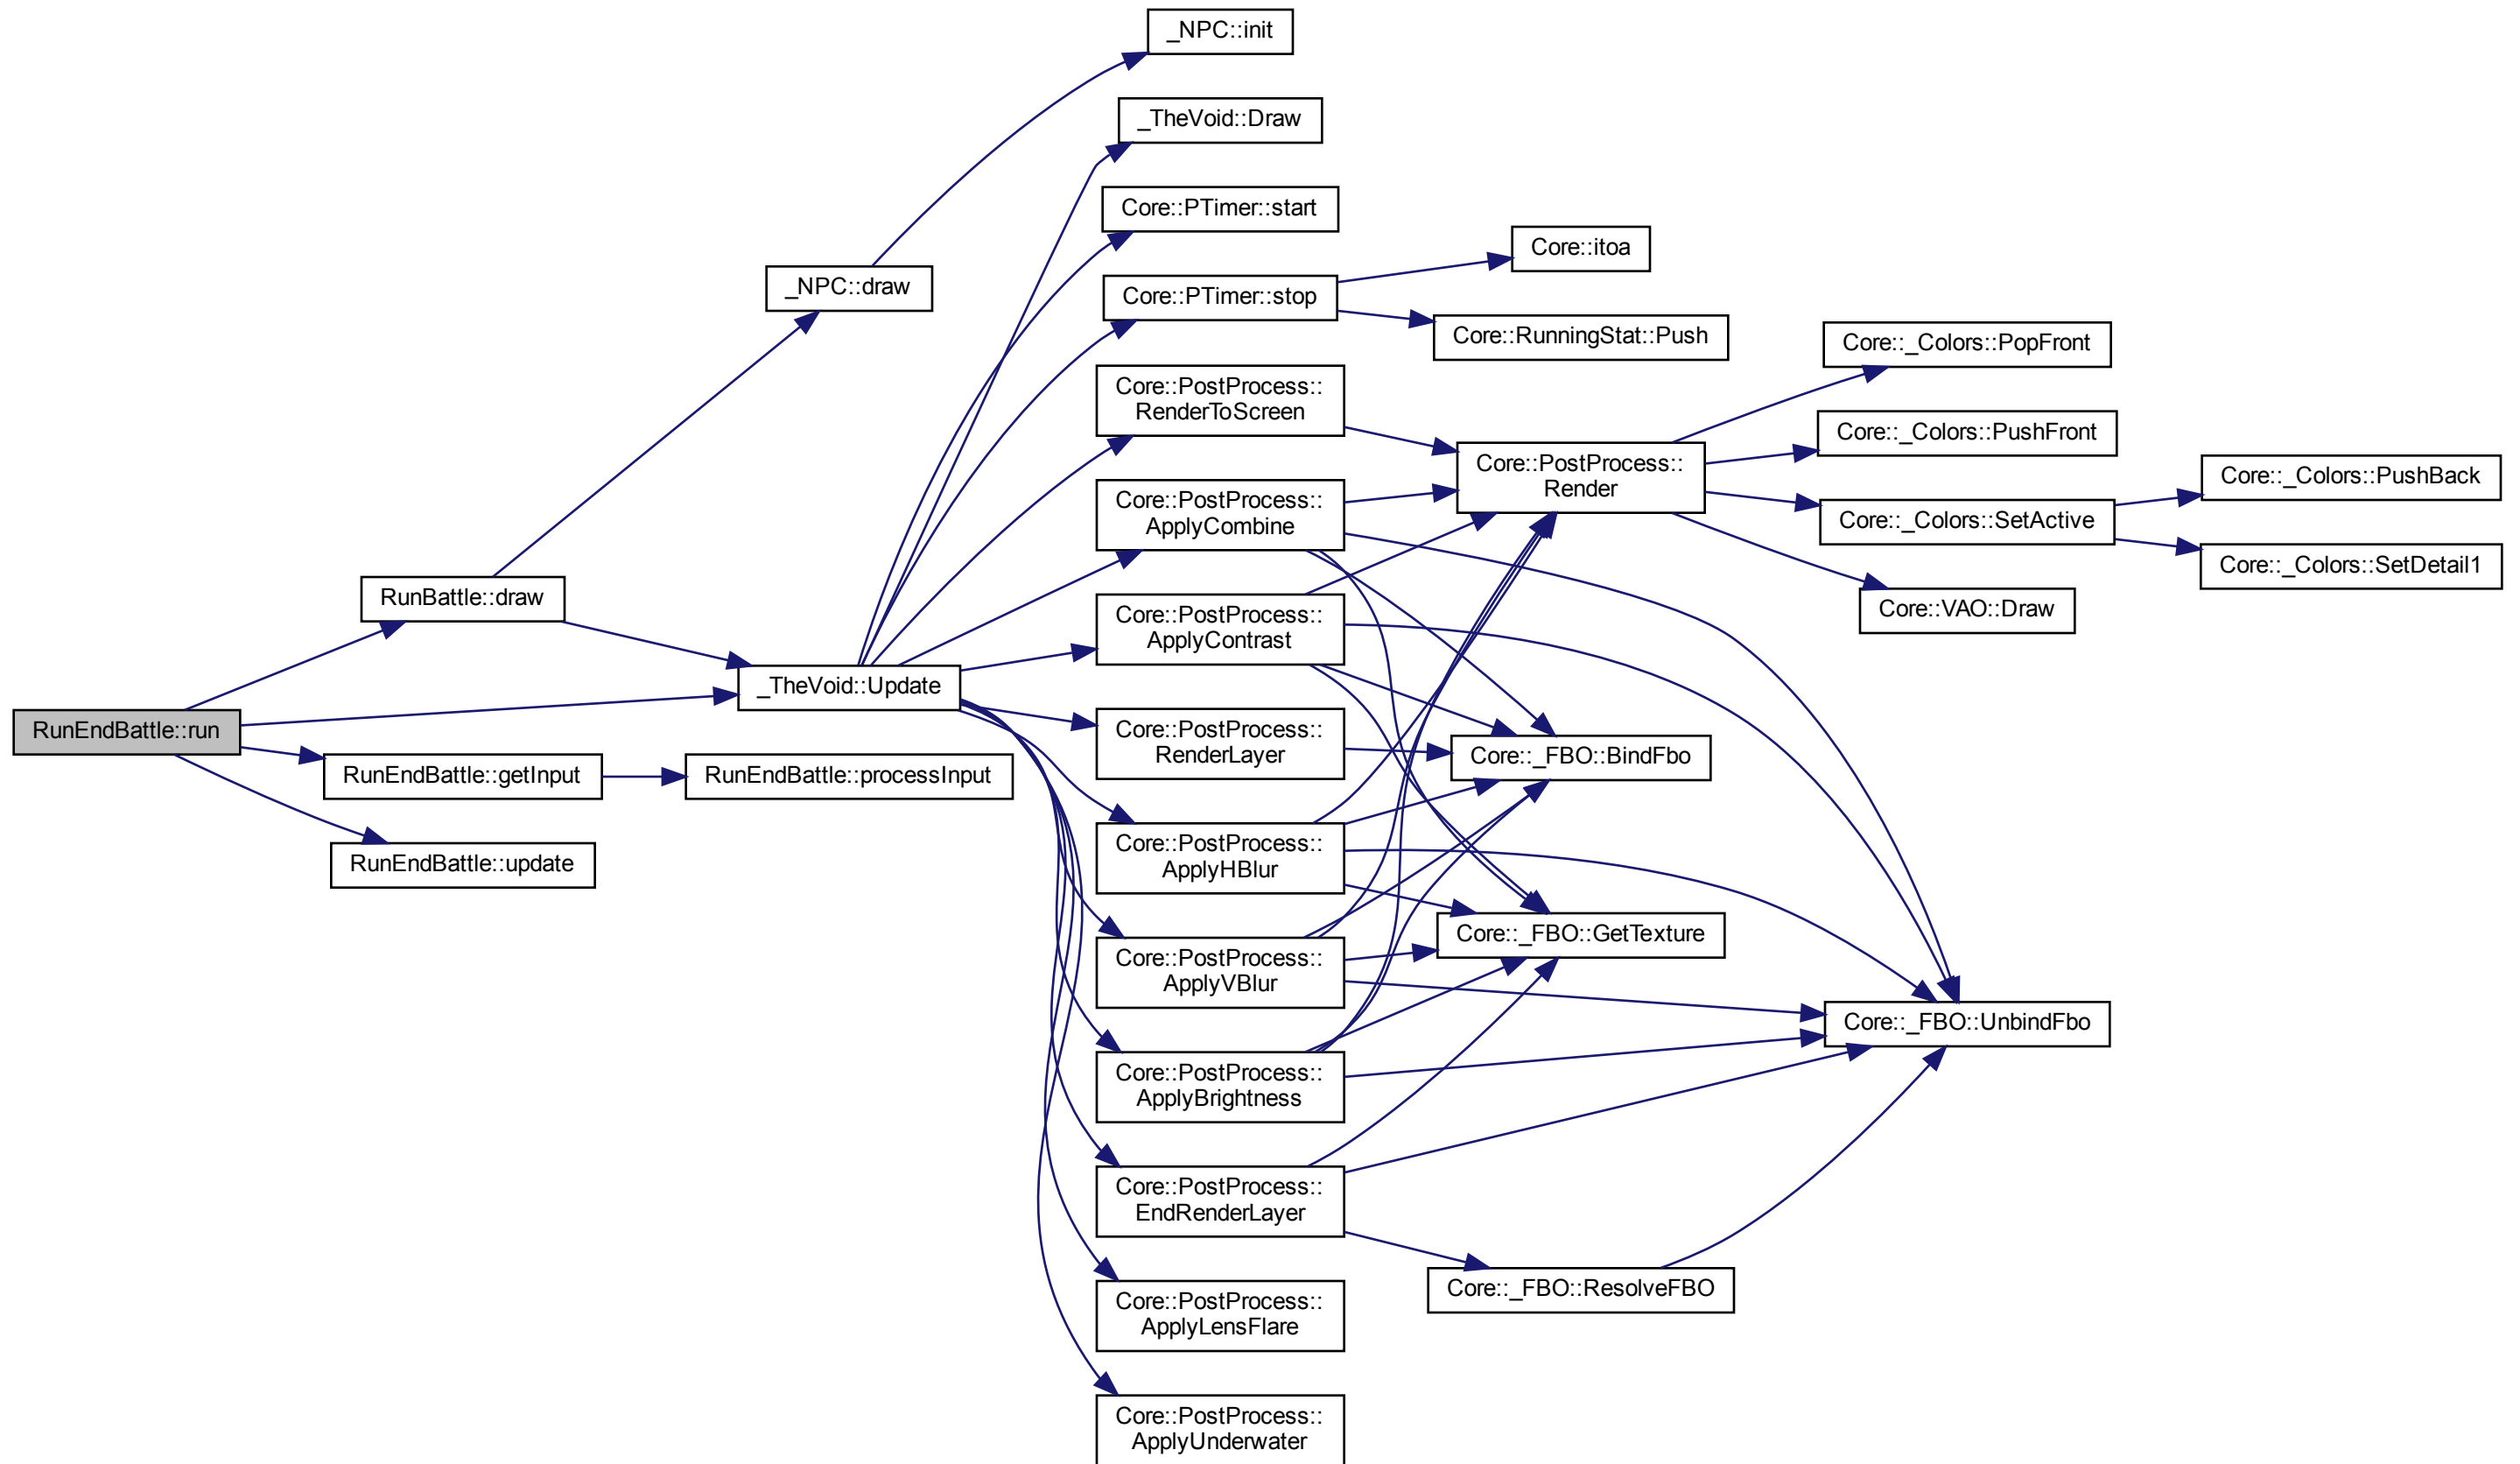 _NPC::init
_TheVoid::Draw
Core::PTimer::start
Core::itoa
_NPC::draw
Core::PTimer::stop
Core::RunningStat::Push
Core::_Colors::PopFront
Core::PostProcess::
RenderToScreen
Core::_Colors::PushFront
Core::PostProcess::
Render
Core::_Colors::PushBack
Core::PostProcess::
ApplyCombine
Core::_Colors::SetActive
Core::_Colors::SetDetail1
RunBattle::draw
Core::VAO::Draw
Core::PostProcess::
ApplyContrast
_TheVoid::Update
RunEndBattle::run
Core::PostProcess::
RenderLayer
Core::_FBO::BindFbo
RunEndBattle::getInput
RunEndBattle::processInput
RunEndBattle::update
Core::PostProcess::
ApplyHBlur
Core::_FBO::GetTexture
Core::PostProcess::
ApplyVBlur
Core::_FBO::UnbindFbo
Core::PostProcess::
ApplyBrightness
Core::PostProcess::
EndRenderLayer
Core::_FBO::ResolveFBO
Core::PostProcess::
ApplyLensFlare
Core::PostProcess::
ApplyUnderwater